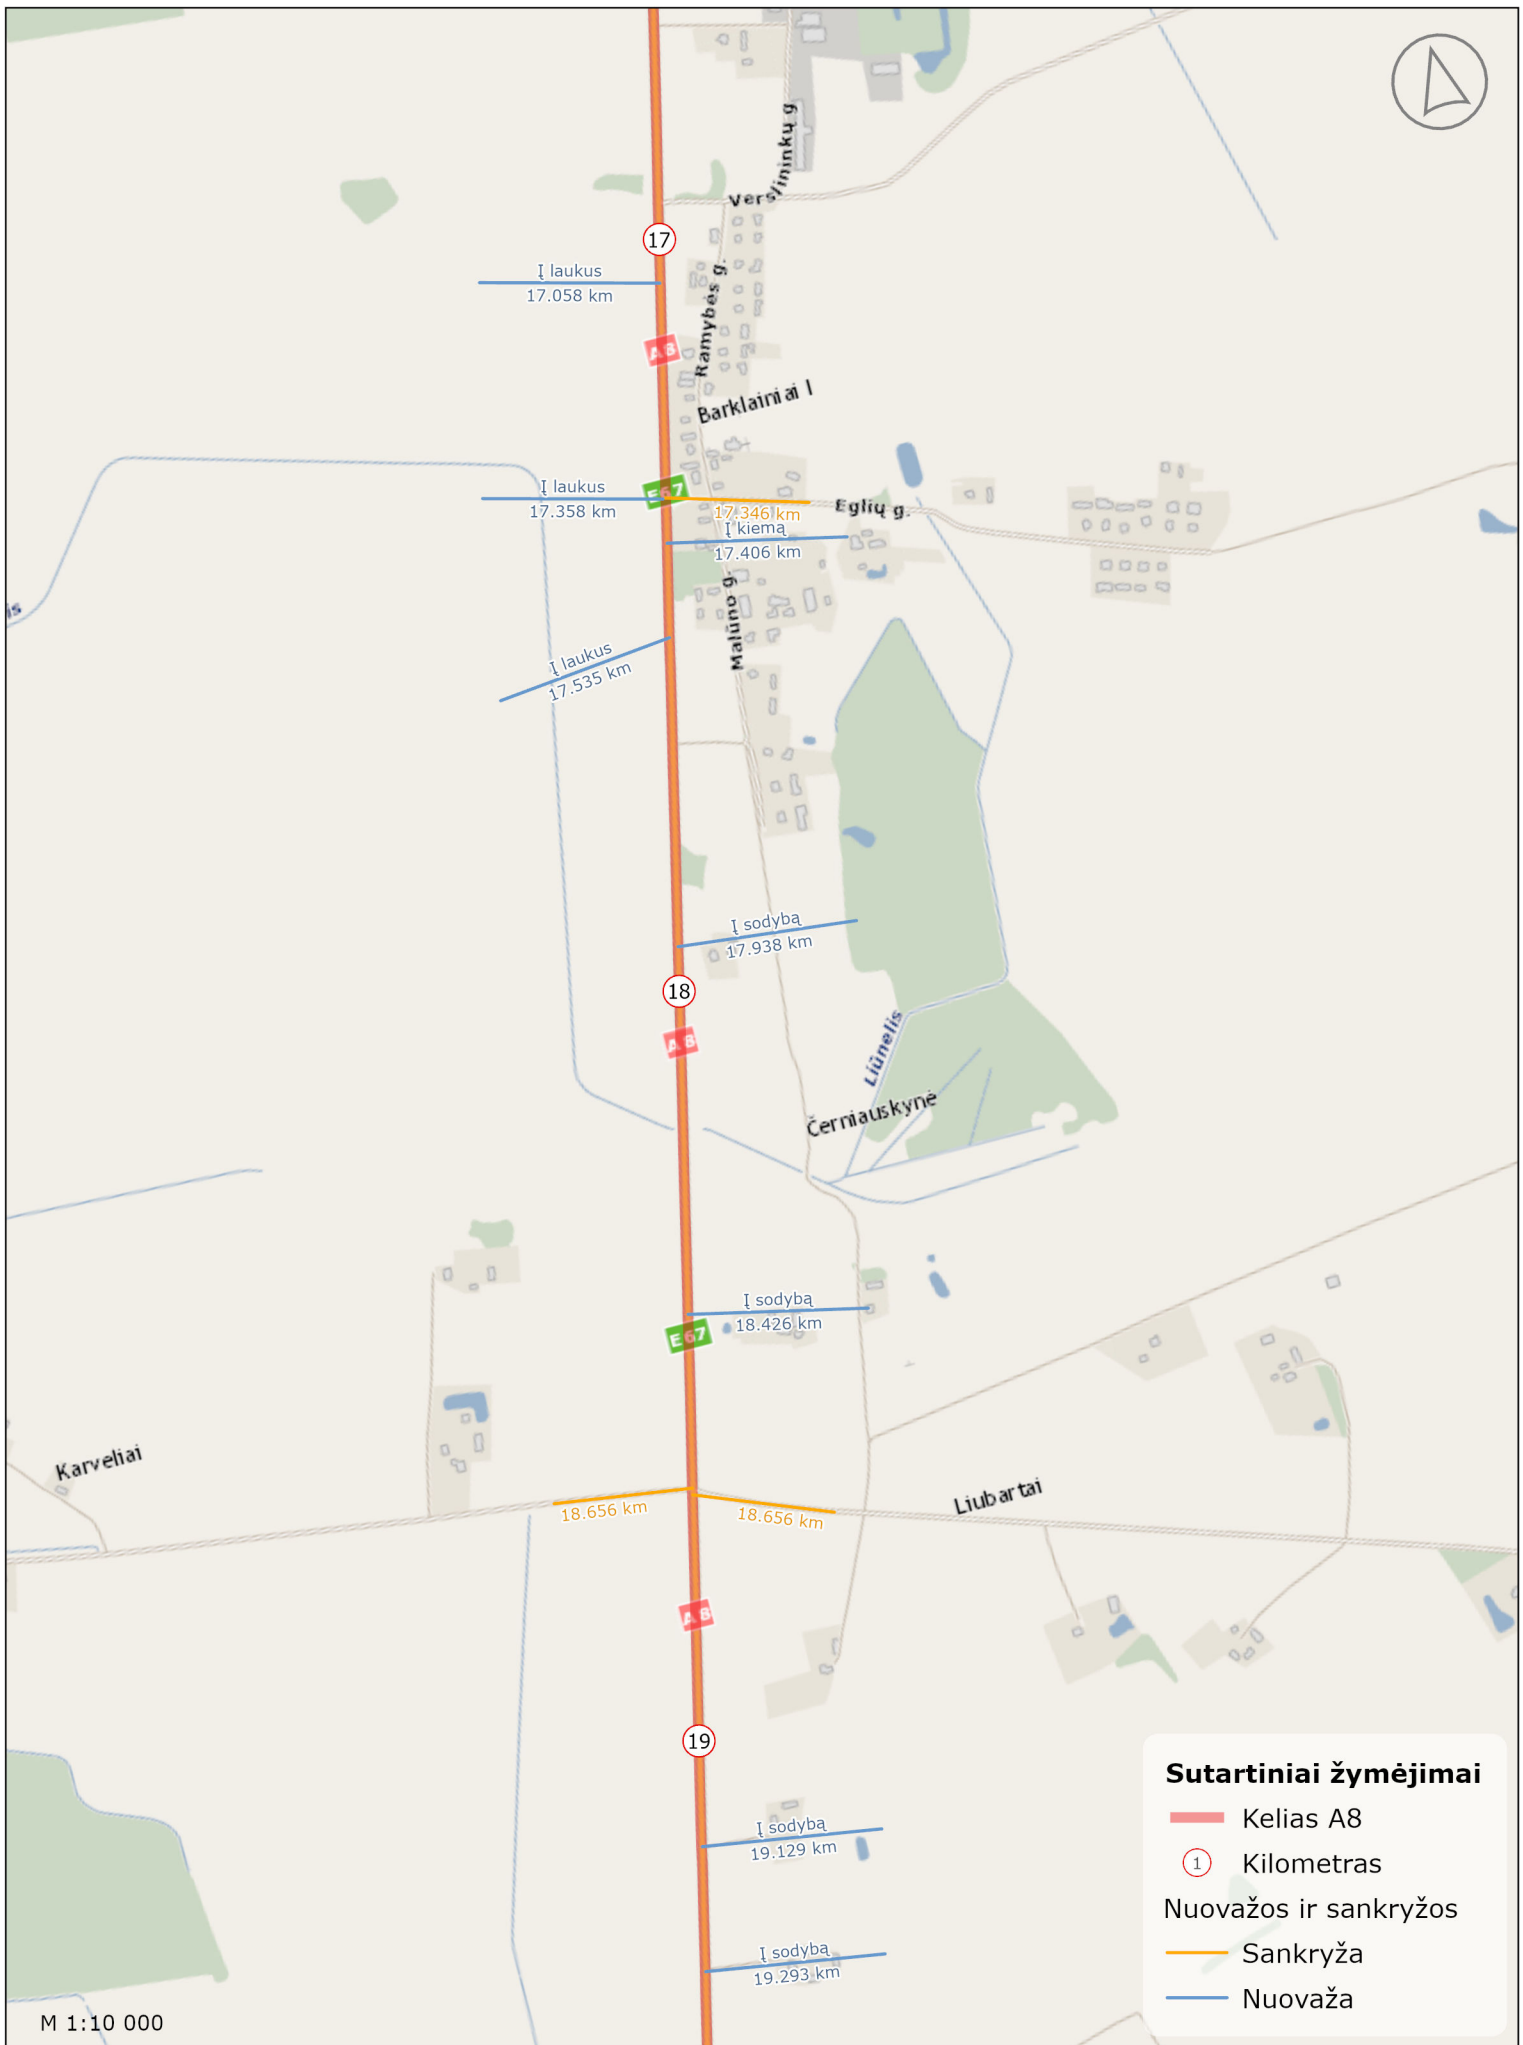 Verslininkų g.
17
Į laukus
17.058 km
Ramybės g.
A8
Barklainiai I
Į laukus
17.358 km
E67
17.346 km
Eglių g.
Į kiemą
17.406 km
Malūno g.
Į laukus
17.535 km
Į sodybą
17.938 km
18
A8
Liūnelis
Černiauskynė
Į sodybą
18.426 km
E67
Karveliai
18.656 km
18.656 km
Liubartai
A8
19
Į sodybą
19.129 km
Į sodybą
19.293 km
Sutartiniai žymėjimai
Kelias A8
1 Kilometras
Nuovažos ir sankryžos
Sankryža
Nuovaža
M 1:10 000